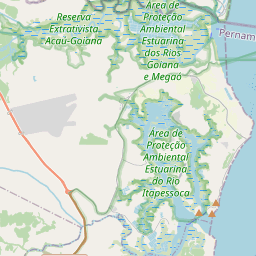 Reserva
Extrativista
Acaú-Goiana
Área de
Proteção
Ambiental
Estuarina
dos Rios
Goiana
e Megaó
Pernam
Área de
Proteção
Ambiental
Estuarina
do Rio
Itapessoca